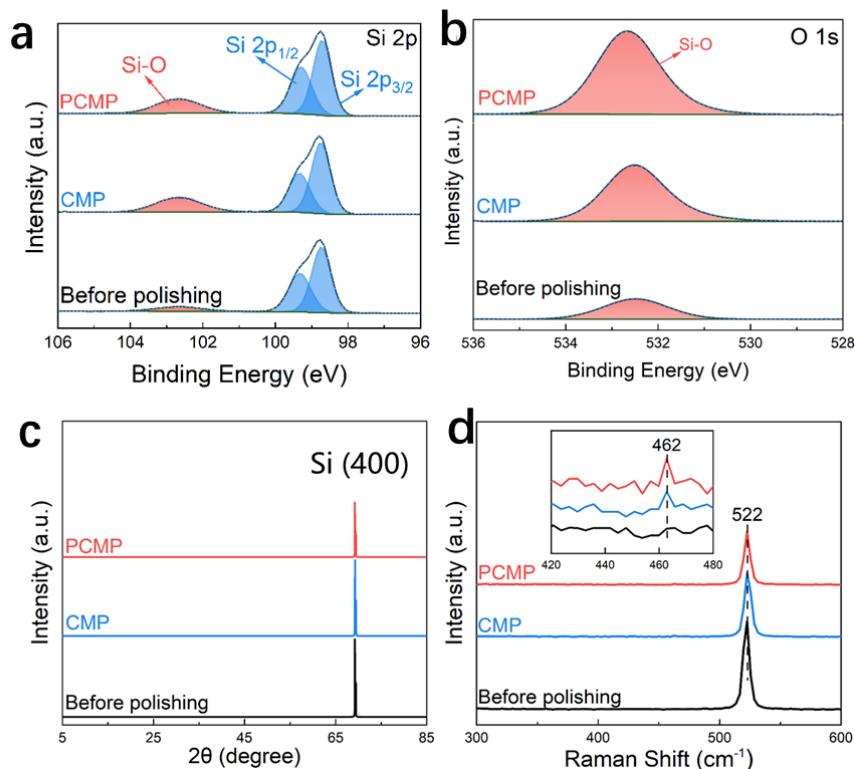 a
Si 2p
Si-O
Si 2p1/2
Si 2p3/2
PCMP
CMP
Before polishing
Intensity (a.u.)
106 104 102 100 98 96
Binding Energy (eV)
b
O 1s
Si-O
PCMP
CMP
Before polishing
Intensity (a.u.)
536 534 532 530 528
Binding Energy (eV)
c
Si (400)
PCMP
CMP
Before polishing
Intensity (a.u.)
5 25 45 65 85
2θ (degree)
d
462
420 440 460 480
522
PCMP
CMP
Before polishing
Intensity (a.u.)
300 400 500 600
Raman Shift (cm-1)